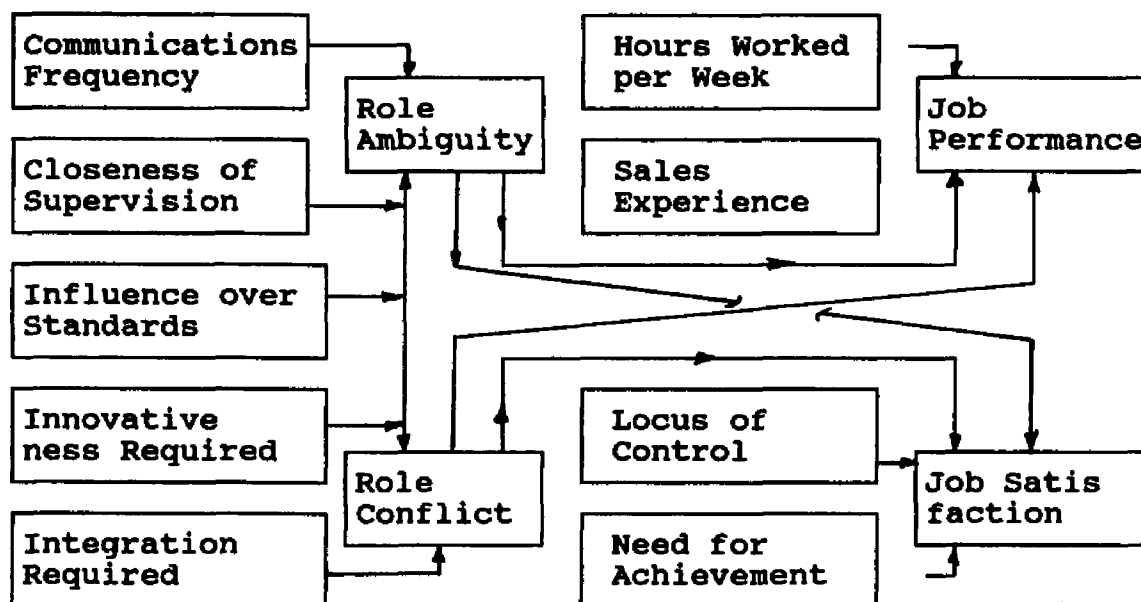 Communications
Frequency
Closeness of
Supervision
Influence over
Standards
Innovative
ness Required
Integration
Required
Role
Ambiguity
Role
Conflict
Hours Worked
per Week
Sales
Experience
Locus of
Control
Need for
Achievement
Job
Performance
Job Satis
faction